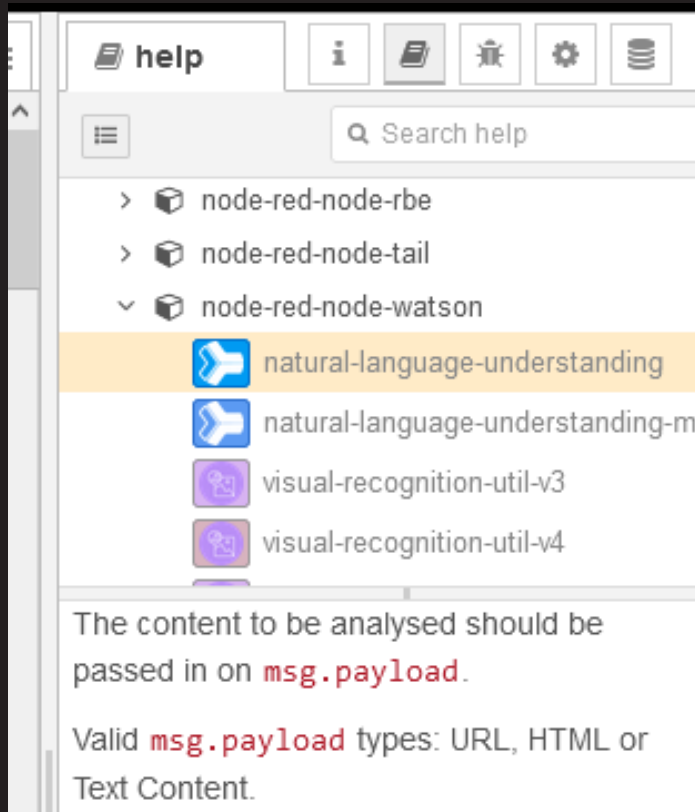 help
Search help
node-red-node-rbe
node-red-node-tail
node-red-node-watson
natural-language-understanding
natural-language-understanding-m
visual-recognition-util-v3
visual-recognition-util-v4
The content to be analysed should be
passed in on msg.payload.
Valid msg.payload types: URL, HTML or
Text Content.